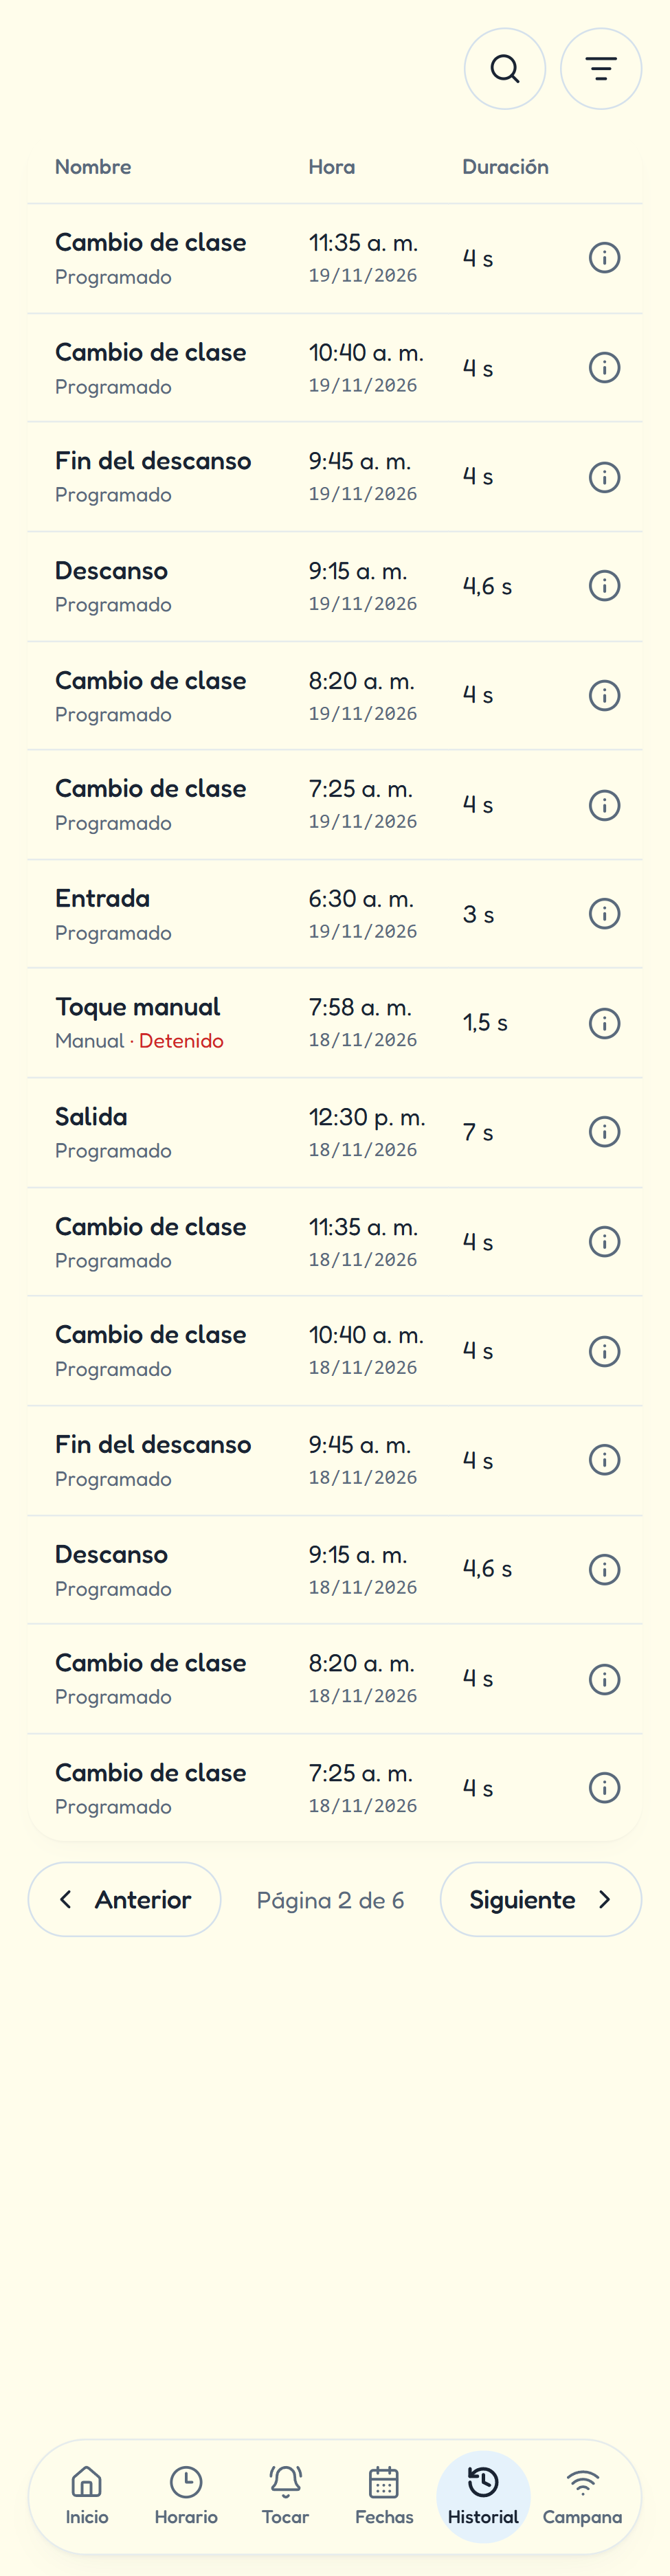 Nombre Hora Duración
Cambio de clase 11:35 a. m. 4 s
Programado 19/11/2026
Cambio de clase 10:40 a. m. 4 s
Programado 19/11/2026
Fin del descanso 9:45 a. m. 4 s
Programado 19/11/2026
Descanso 9:15 a. m. 4,6 s
Programado 19/11/2026
Cambio de clase 8:20 a. m. 4 s
Programado 19/11/2026
Cambio de clase 7:25 a. m. 4 s
Programado 19/11/2026
Entrada 6:30 a. m. 3 s
Programado 19/11/2026
Toque manual 7:58 a. m. 1,5 s
Manual · Detenido 18/11/2026
Salida 12:30 p. m. 7 s
Programado 18/11/2026
Cambio de clase 11:35 a. m. 4 s
Programado 18/11/2026
Cambio de clase 10:40 a. m. 4 s
Programado 18/11/2026
Fin del descanso 9:45 a. m. 4 s
Programado 18/11/2026
Descanso 9:15 a. m. 4,6 s
Programado 18/11/2026
Cambio de clase 8:20 a. m. 4 s
Programado 18/11/2026
Cambio de clase 7:25 a. m. 4 s
Programado 18/11/2026
Anterior Página 2 de 6 Siguiente
Inicio Horario Tocar Fechas Historial Campana